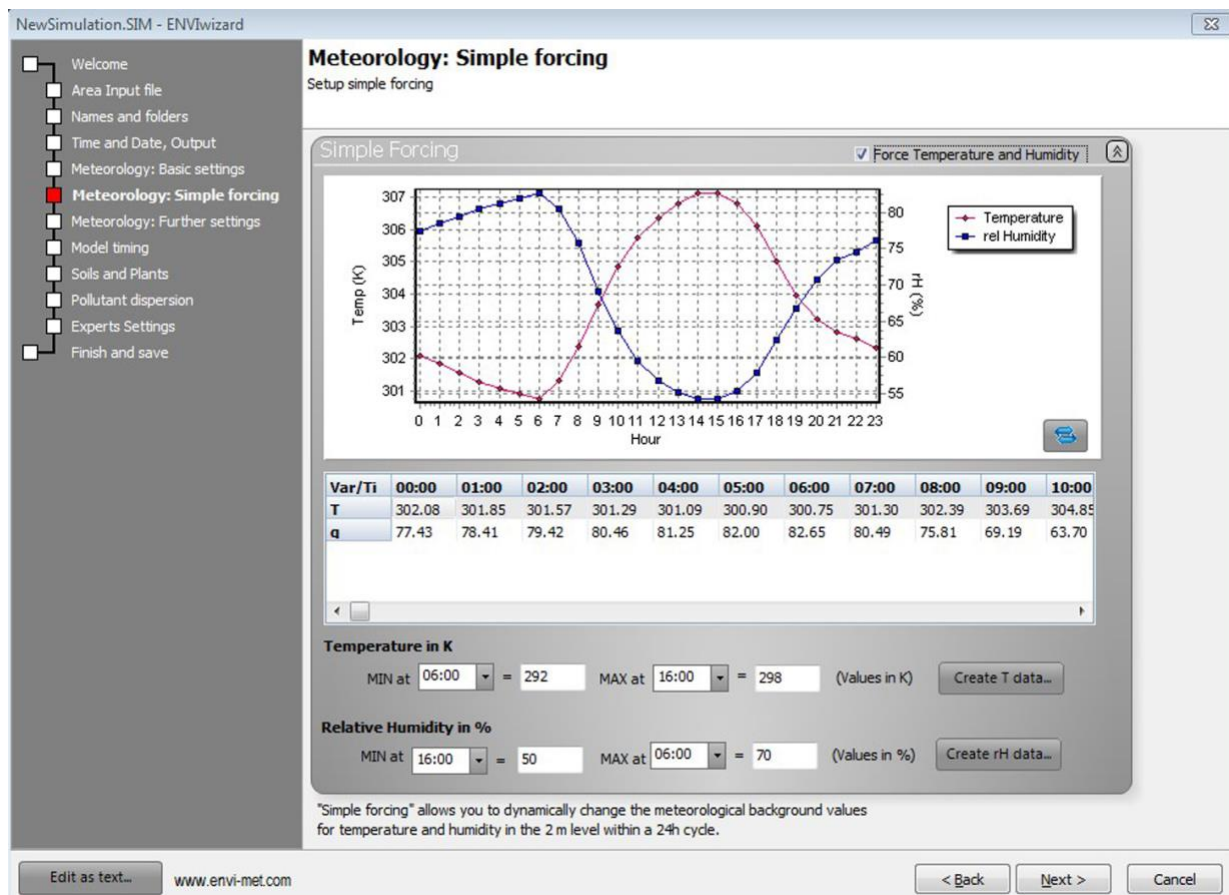 NewSimulation.SIM - ENVIwizard
Welcome
Area Input file
Names and folders
Time and Date, Output
Meteorology: Basic settings
Meteorology: Simple forcing
Meteorology: Further settings
Model timing
Soils and Plants
Pollutant dispersion
Experts Settings
Finish and save
Meteorology: Simple forcing
Setup simple forcing
Simple Forcing
Force Temperature and Humidity
307
306
305
304
303
302
301
Temp (K)
80
75
70
65
60
55
rH (%)
0 1 2 3 4 5 6 7 8 9 10 11 12 13 14 15 16 17 18 19 20 21 22 23
Hour
Temperature
rel Humidity
Var/Ti 00:00 01:00 02:00 03:00 04:00 05:00 06:00 07:00 08:00 09:00 10:00
T 302.08 301.85 301.57 301.29 301.09 300.90 300.75 301.30 302.39 303.69 304.85
q 77.43 78.41 79.42 80.46 81.25 82.00 82.65 80.49 75.81 69.19 63.70
Temperature in K
MIN at 06:00 = 292 MAX at 16:00 = 298 (Values in K) Create T data...
Relative Humidity in %
MIN at 16:00 = 50 MAX at 06:00 = 70 (Values in %) Create rH data...
"Simple forcing" allows you to dynamically change the meteorological background values
for temperature and humidity in the 2 m level within a 24h cycle.
Edit as text... www.envi-met.com < Back Next > Cancel